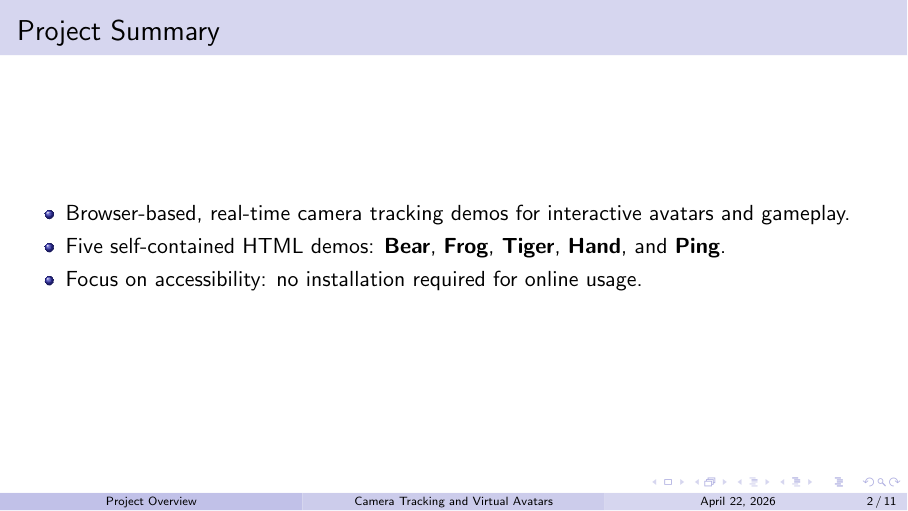 Project Summary
Browser-based, real-time camera tracking demos for interactive avatars and gameplay.
Five self-contained HTML demos: Bear, Frog, Tiger, Hand, and Ping.
Focus on accessibility: no installation required for online usage.
Project Overview
Camera Tracking and Virtual Avatars
April 22, 2026
2 / 11